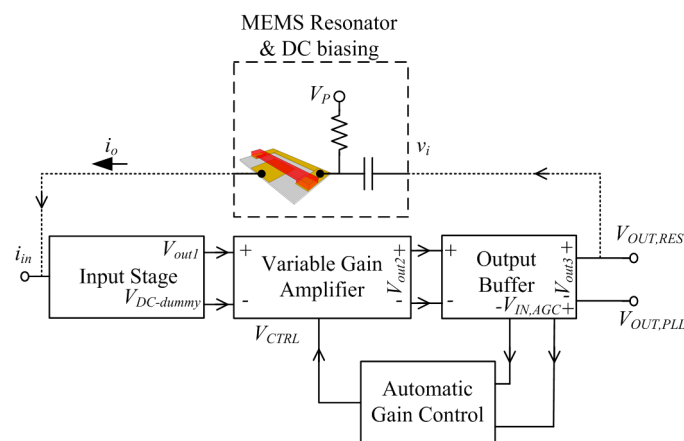 MEMS Resonator
& DC biasing
V_P
i_o
v_i
i_in
Input Stage
V_out1
V_DC-dummy
+
-
Variable Gain
Amplifier
+
V_out2
-
+
-
Output
Buffer
+
V_out3
-
-V_IN,AGC+
V_OUT,RES
V_OUT,PLL
V_CTRL
Automatic
Gain Control